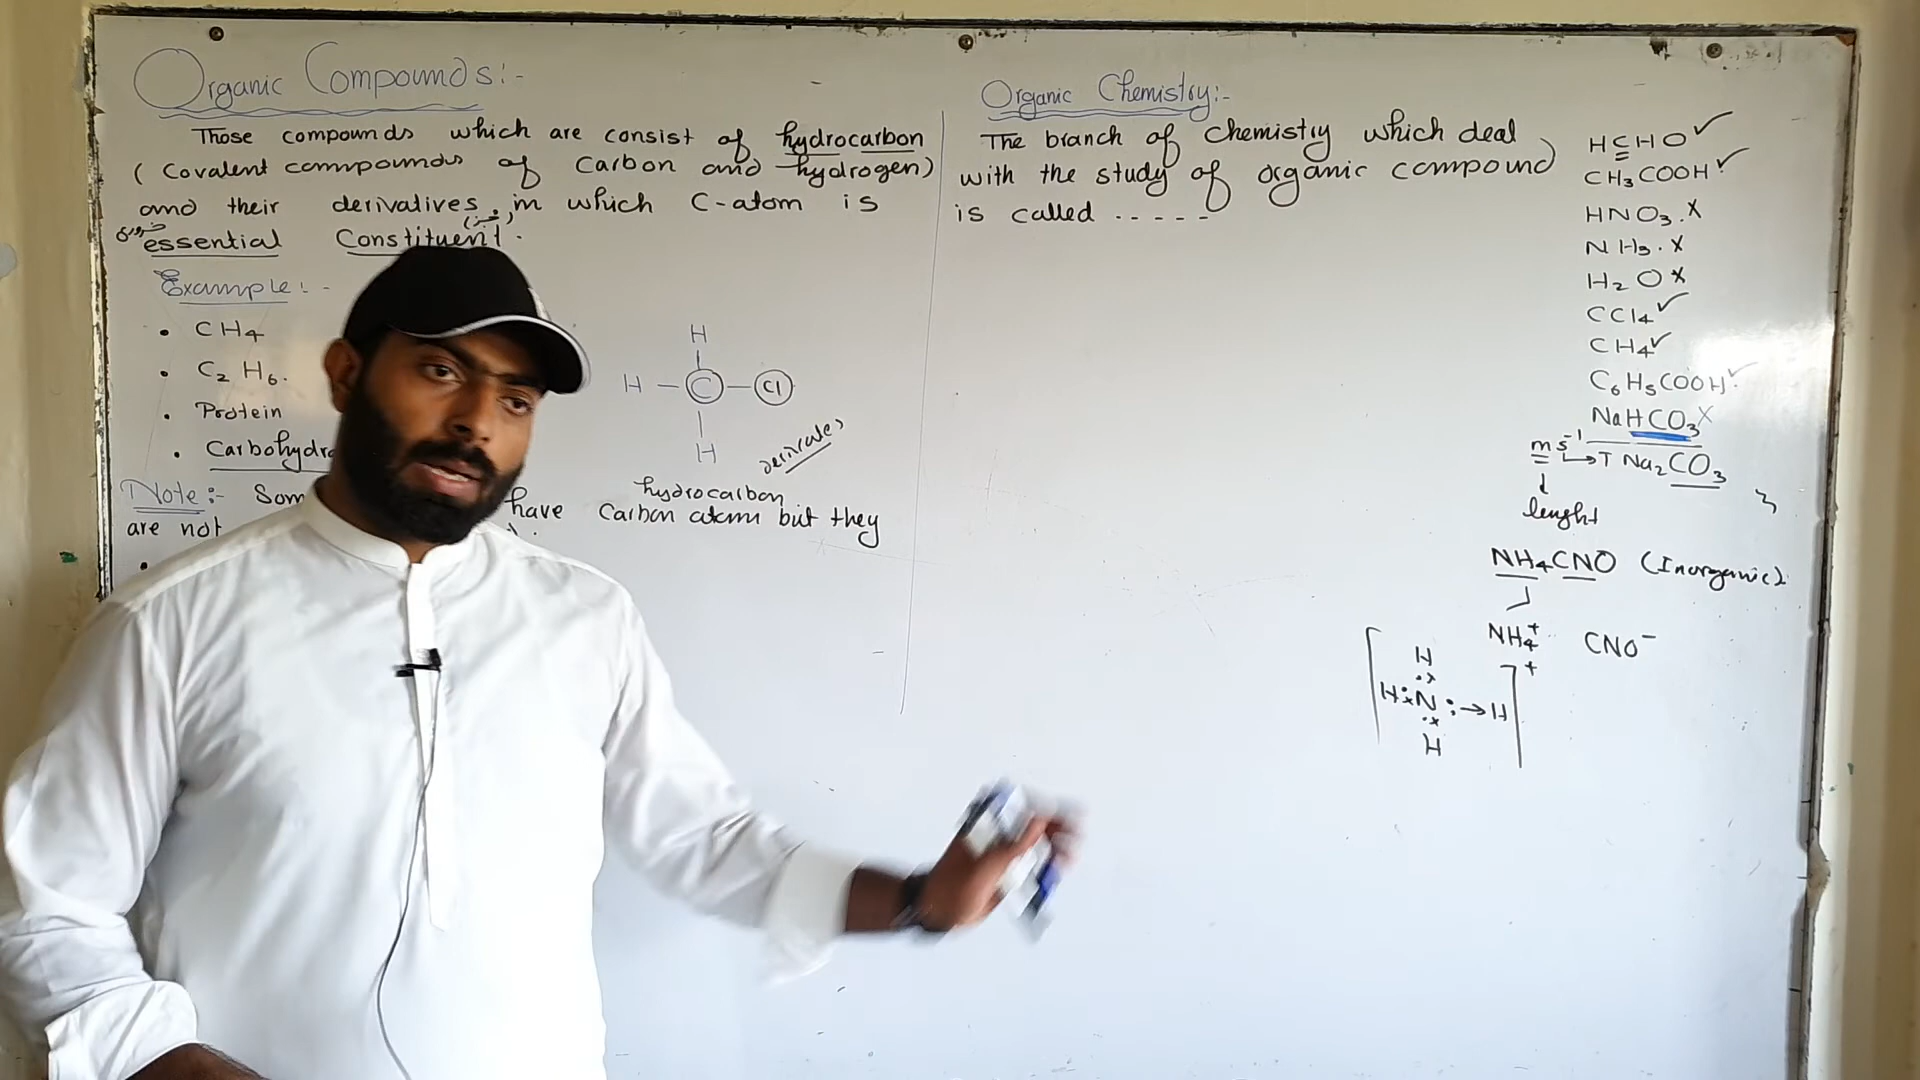 Organic Compounds:-
Those compounds which are consist of hydrocarbon
( Covalent commpounds of Carbon and hydrogen)
and their derivatives in which C-atom is
essential Constituent.
Example:-
• CH4
• C2H6.
• Protein
• Carbohydra
H
H - C - Cl
H
derivates
hydrocarbon
Note:- Som have Carbon atom but they
are not
Organic Chemistry:-
The branch of Chemistry which deal
with the study of organic compound
is called -----
HCHO ✓
CH3COOH ✓
HNO3. x
NH3. x
H2O x
CCl4 ✓
CH4 ✓
C6H5COOH ✓
NaHCO3 x
ms-1 → T Na2CO3
lenght
NH4CNO (Inorganic).
NH4+ CNO-
H
H N : → H +
H